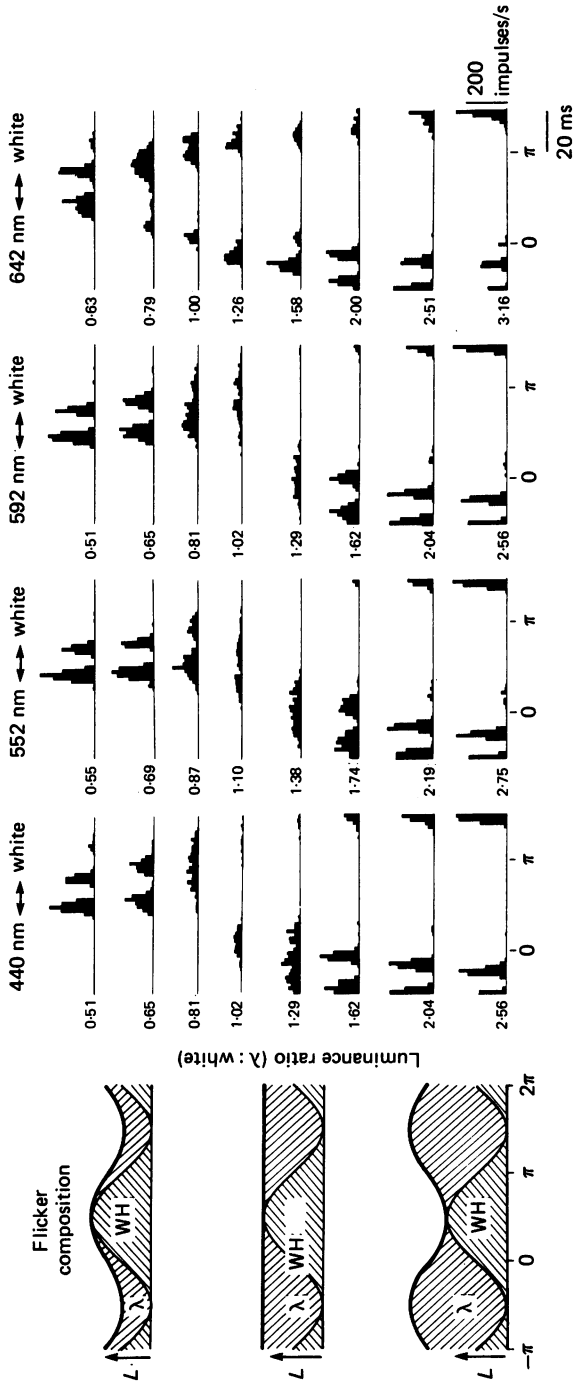 Flicker
composition
L
λ
WH
L
λ
WH
L
λ
WH
−π 0 π 2π
Luminance ratio (λ : white)
440 nm ↔ white
0·51
0·65
0·81
1·02
1·29
1·62
2·04
2·56
0 π
552 nm ↔ white
0·55
0·69
0·87
1·10
1·38
1·74
2·19
2·75
0 π
592 nm ↔ white
0·51
0·65
0·81
1·02
1·29
1·62
2·04
2·56
0 π
642 nm ↔ white
0·63
0·79
1·00
1·26
1·58
2·00
2·51
3·16
0 π
200
impulses/s
20 ms